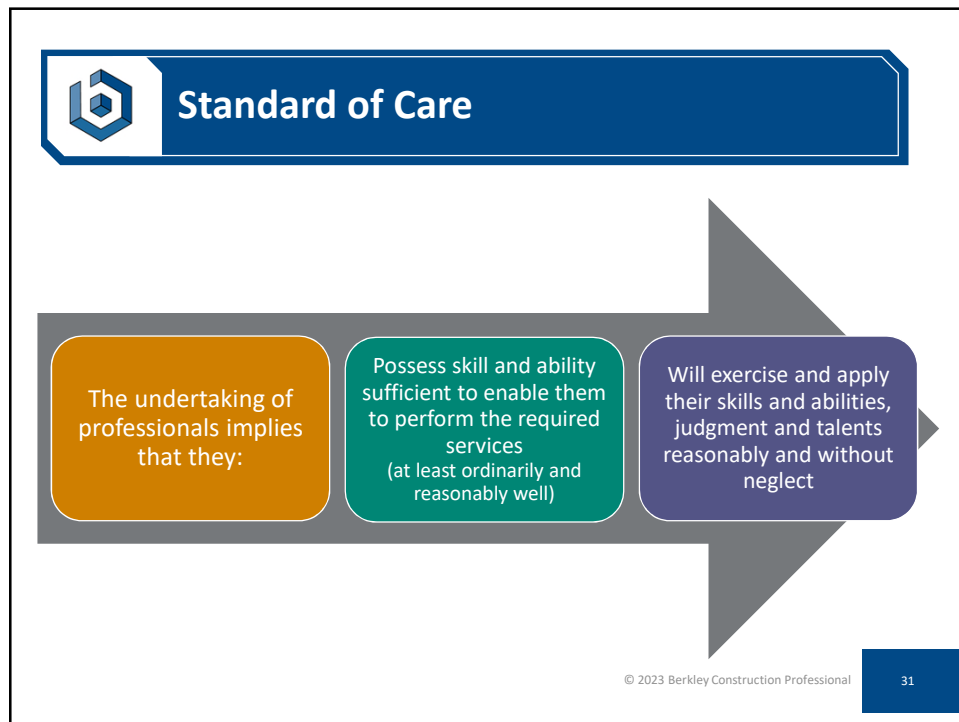 Standard of Care
The undertaking of
professionals implies
that they:
Possess skill and ability
sufficient to enable them
to perform the required
services
(at least ordinarily and
reasonably well)
Will exercise and apply
their skills and abilities,
judgment and talents
reasonably and without
neglect
© 2023 Berkley Construction Professional
31